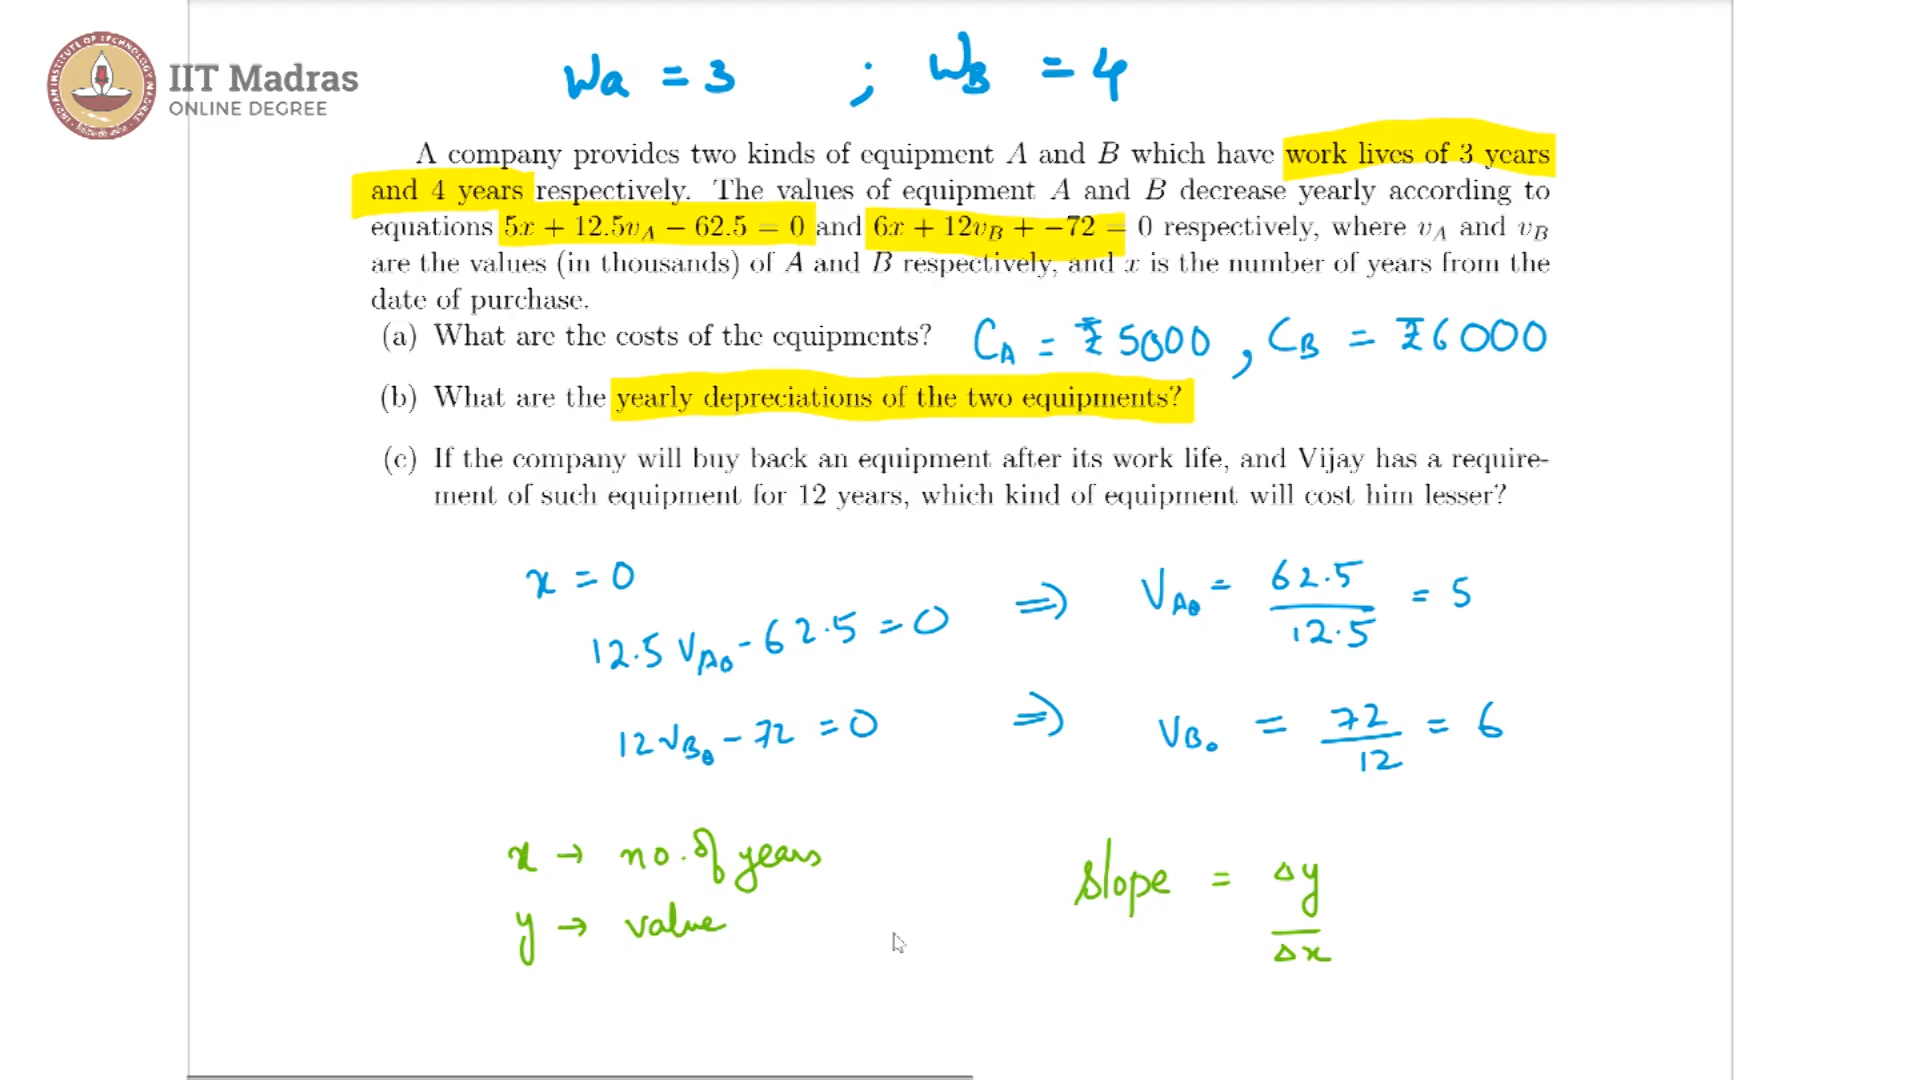 IIT Madras
ONLINE DEGREE
Wa = 3 ; WB = 4
A company provides two kinds of equipment A and B which have work lives of 3 years
and 4 years respectively. The values of equipment A and B decrease yearly according to
equations 5x + 12.5vA − 62.5 = 0 and 6x + 12vB + −72 = 0 respectively, where vA and vB
are the values (in thousands) of A and B respectively, and x is the number of years from the
date of purchase.
(a) What are the costs of the equipments? CA = ₹5000 , CB = ₹6000
(b) What are the yearly depreciations of the two equipments?
(c) If the company will buy back an equipment after its work life, and Vijay has a require-
ment of such equipment for 12 years, which kind of equipment will cost him lesser?
x = 0
12.5 VA0 - 62.5 = 0 ⇒ VA0 = 62.5/12.5 = 5
12 VB0 - 72 = 0 ⇒ VB0 = 72/12 = 6
x → no. of years
y → value
slope = Δy/Δx